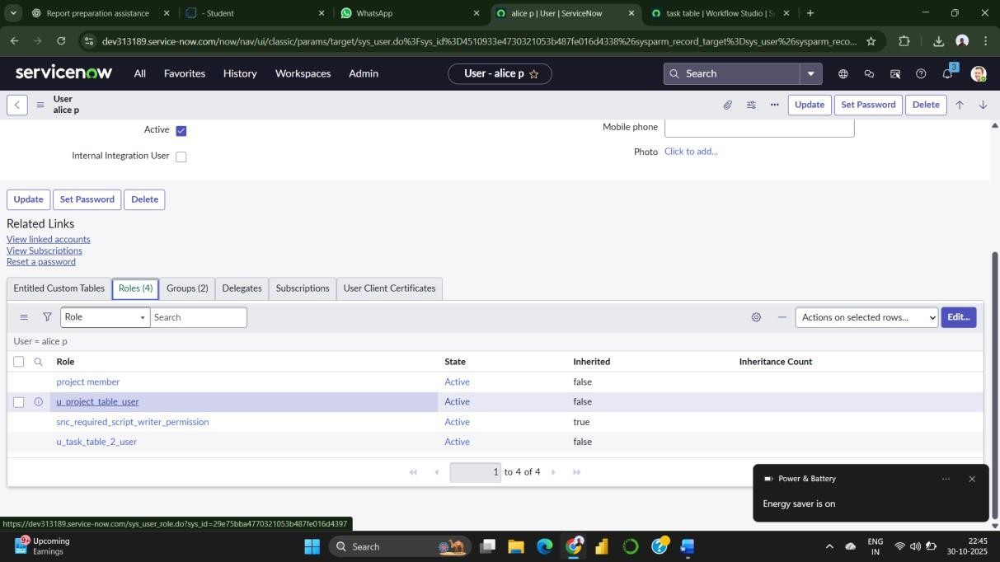 Report preparation assistance
- Student
WhatsApp
alice p | User | ServiceNow
task table | Workflow Studio | S
dev313189.service-now.com/now/nav/ui/classic/params/target/sys_user.do%3Fsys_id%3D4510933e4730321053b487fe016d4338%26sysparm_record_target%3Dsys_user%26sysparm_reco...
servicenow All Favorites History Workspaces Admin User - alice p Search 3
User
alice p
Update Set Password Delete
Active
Mobile phone
Internal Integration User
Photo Click to add...
Update Set Password Delete
Related Links
View linked accounts
View Subscriptions
Reset a password
Entitled Custom Tables Roles (4) Groups (2) Delegates Subscriptions User Client Certificates
Role Search Actions on selected rows... Edit...
User = alice p
Role State Inherited Inheritance Count
project member Active false
u_project_table_user Active false
snc_required_script_writer_permission Active true
u_task_table_2_user Active false
1 to 4 of 4
Power & Battery
Energy saver is on
https://dev313189.service-now.com/sys_user_role.do?sys_id=29e75bba4770321053b487fe016d4397
9+ Upcoming
Earnings
Search
ENG
IN
22:45
30-10-2025